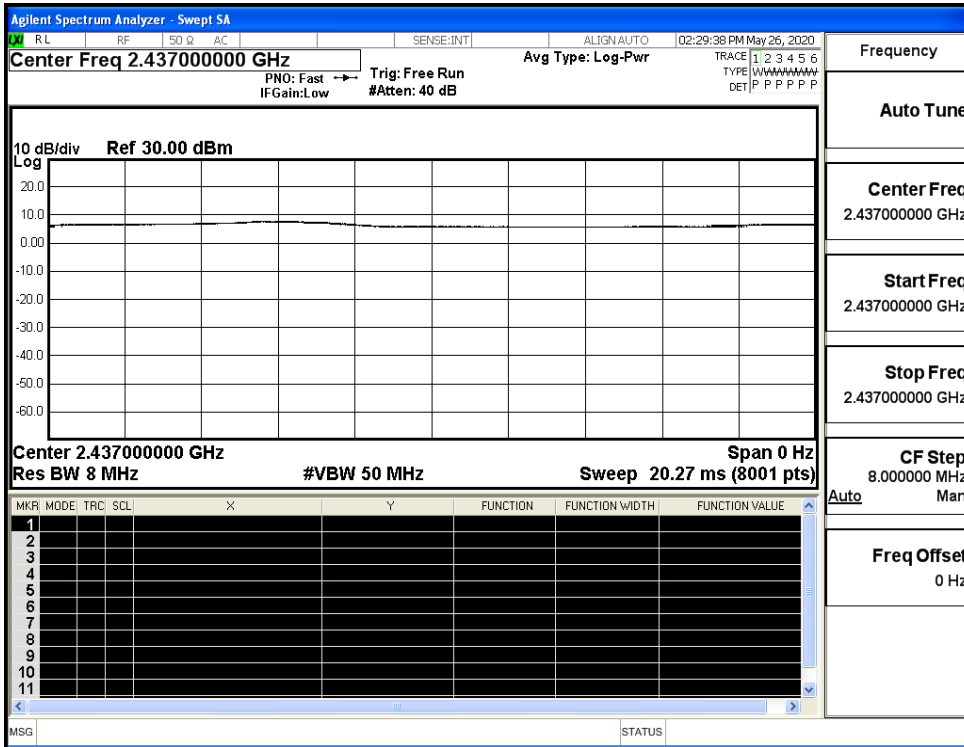 Agilent Spectrum Analyzer - Swept SA
LXI RL RF 50 Ω AC SENSE:INT ALIGN AUTO 02:29:38 PM May 26, 2020
Center Freq 2.437000000 GHz
PNO: Fast
IFGain:Low
Trig: Free Run
#Atten: 40 dB
Avg Type: Log-Pwr
TRACE 1 2 3 4 5 6
TYPE WWWWWW
DET P P P P P P
10 dB/div Ref 30.00 dBm
Log
20.0
10.0
0.00
-10.0
-20.0
-30.0
-40.0
-50.0
-60.0
Center 2.437000000 GHz Span 0 Hz
Res BW 8 MHz #VBW 50 MHz Sweep 20.27 ms (8001 pts)
MKR MODE TRC SCL X Y FUNCTION FUNCTION WIDTH FUNCTION VALUE
1
2
3
4
5
6
7
8
9
10
11
MSG STATUS
Frequency
Auto Tune
Center Freq
2.437000000 GHz
Start Freq
2.437000000 GHz
Stop Freq
2.437000000 GHz
CF Step
8.000000 MHz
Auto Man
Freq Offset
0 Hz